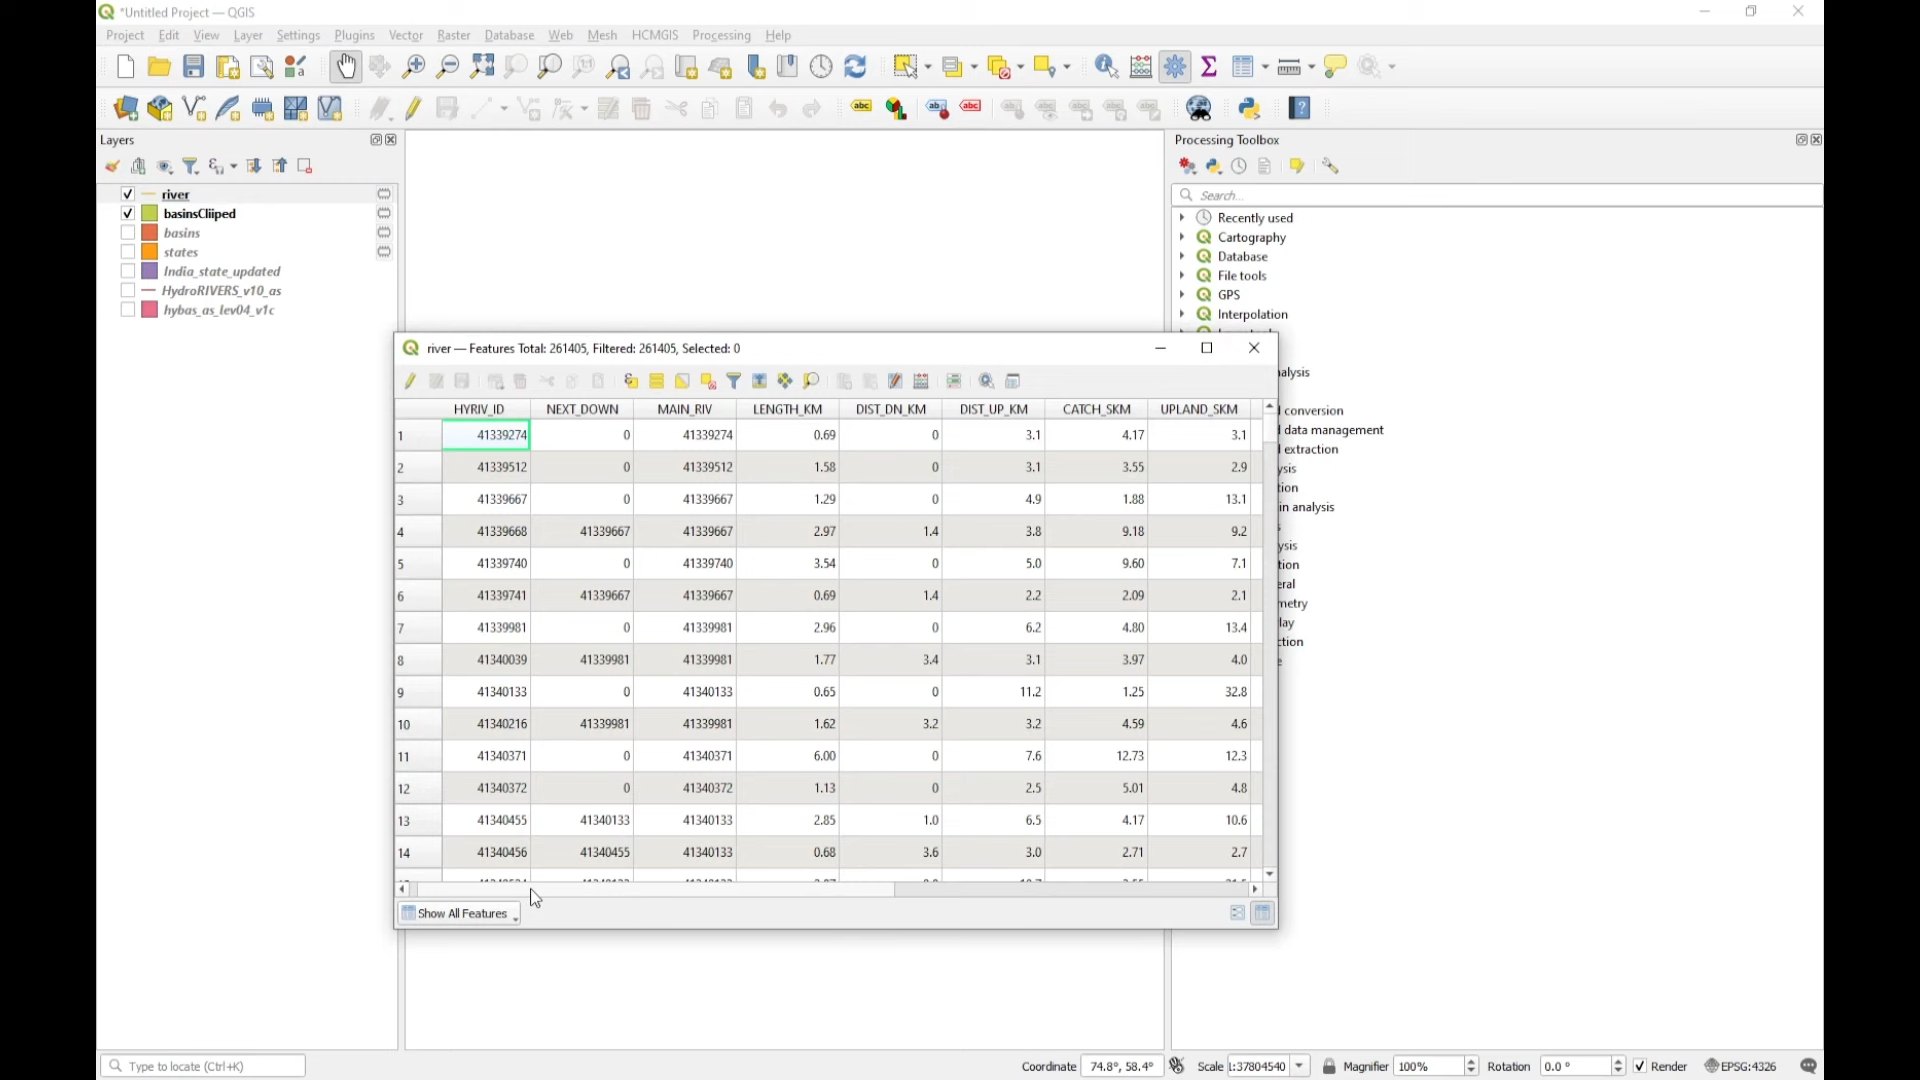 *Untitled Project — QGIS
Project Edit View Layer Settings Plugins Vector Raster Database Web Mesh HCMGIS Processing Help
Layers
river
basinsCliiped
basins
states
India_state_updated
HydroRIVERS_v10_as
hybas_as_lev04_v1c
Processing Toolbox
Search...
Recently used
Cartography
Database
File tools
GPS
Interpolation
alysis
conversion
data management
extraction
ysis
tion
in analysis
s
ysis
tion
eral
metry
lay
ction
e
river — Features Total: 261405, Filtered: 261405, Selected: 0
HYRIV_ID NEXT_DOWN MAIN_RIV LENGTH_KM DIST_DN_KM DIST_UP_KM CATCH_SKM UPLAND_SKM
1 41339274 0 41339274 0.69 0 3.1 4.17 3.1
2 41339512 0 41339512 1.58 0 3.1 3.55 2.9
3 41339667 0 41339667 1.29 0 4.9 1.88 13.1
4 41339668 41339667 41339667 2.97 1.4 3.8 9.18 9.2
5 41339740 0 41339740 3.54 0 5.0 9.60 7.1
6 41339741 41339667 41339667 0.69 1.4 2.2 2.09 2.1
7 41339981 0 41339981 2.96 0 6.2 4.80 13.4
8 41340039 41339981 41339981 1.77 3.4 3.1 3.97 4.0
9 41340133 0 41340133 0.65 0 11.2 1.25 32.8
10 41340216 41339981 41339981 1.62 3.2 3.2 4.59 4.6
11 41340371 0 41340371 6.00 0 7.6 12.73 12.3
12 41340372 0 41340372 1.13 0 2.5 5.01 4.8
13 41340455 41340133 41340133 2.85 1.0 6.5 4.17 10.6
14 41340456 41340455 41340133 0.68 3.6 3.0 2.71 2.7
Show All Features
Type to locate (Ctrl+K)
Coordinate 74.8°, 58.4° Scale 1:37804540 Magnifier 100% Rotation 0.0 ° Render EPSG:4326